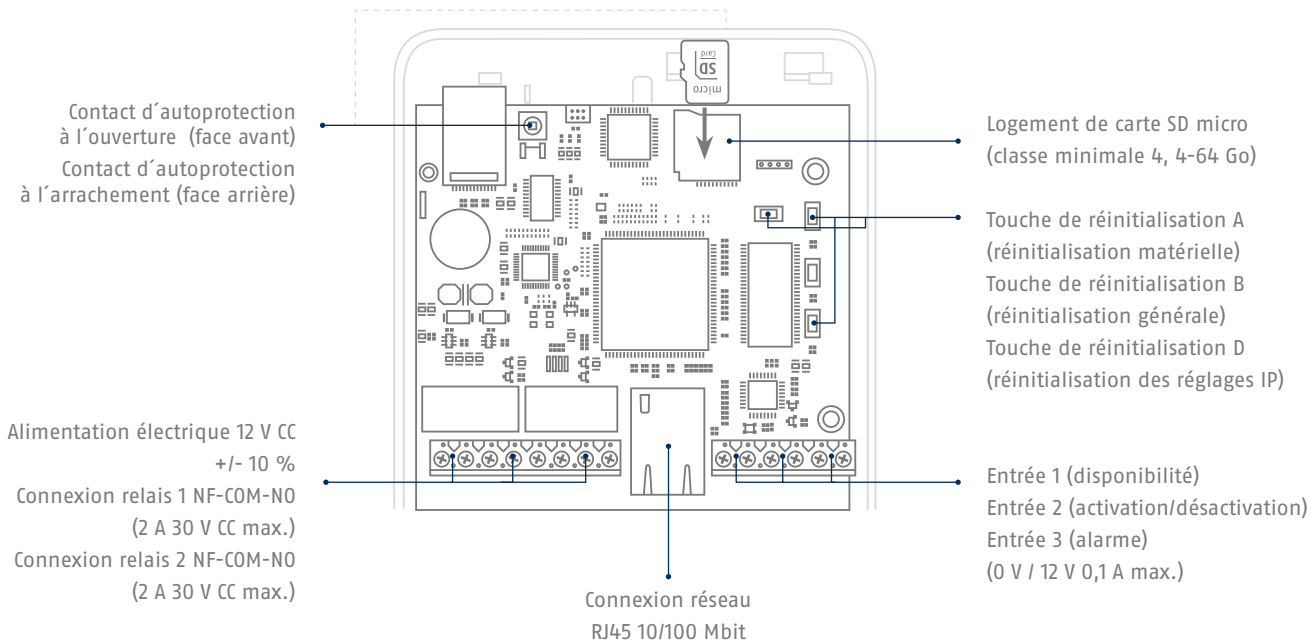 micro
SD
Card
Contact d´autoprotection
à l´ouverture (face avant)
Contact d´autoprotection
à l´arrachement (face arrière)
Logement de carte SD micro
(classe minimale 4, 4-64 Go)
Touche de réinitialisation A
(réinitialisation matérielle)
Touche de réinitialisation B
(réinitialisation générale)
Touche de réinitialisation D
(réinitialisation des réglages IP)
Alimentation électrique 12 V CC
+/- 10 %
Connexion relais 1 NF-COM-NO
(2 A 30 V CC max.)
Connexion relais 2 NF-COM-NO
(2 A 30 V CC max.)
Entrée 1 (disponibilité)
Entrée 2 (activation/désactivation)
Entrée 3 (alarme)
(0 V / 12 V 0,1 A max.)
Connexion réseau
RJ45 10/100 Mbit